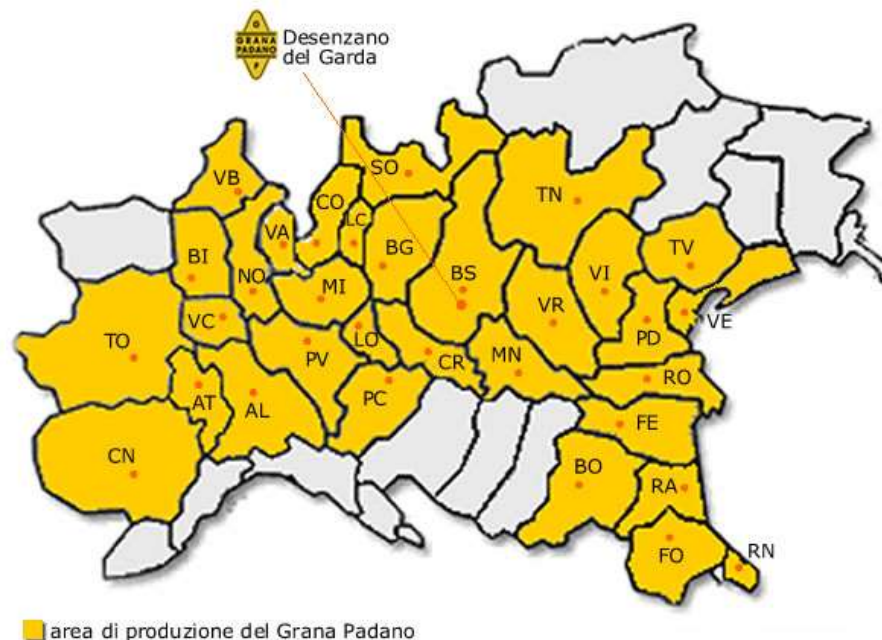 G
GRANA
PADANO
P
Desenzano
del Garda
SO
VB
CO
TN
LC
VA
BG
TV
BI
BS
VI
NO
MI
VR
VE
VC
LO
PD
TO
PV
CR
MN
RO
AT
AL
PC
FE
CN
BO
RA
FO
RN
area di produzione del Grana Padano